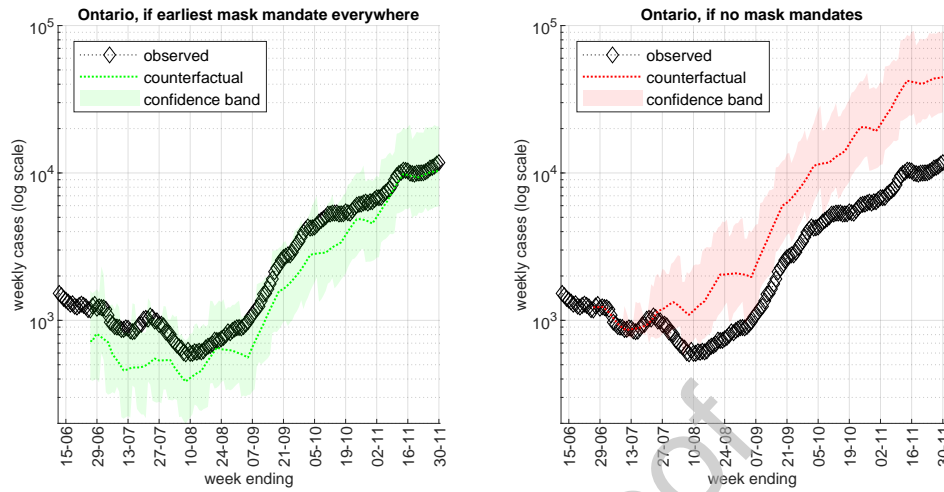 Ontario, if earliest mask mandate everywhere
10^5
10^4
10^3
weekly cases (log scale)
observed
counterfactual
confidence band
15-06
29-06
13-07
27-07
10-08
24-08
07-09
21-09
05-10
19-10
02-11
16-11
30-11
week ending
Ontario, if no mask mandates
10^5
10^4
10^3
weekly cases (log scale)
observed
counterfactual
confidence band
15-06
29-06
13-07
27-07
10-08
24-08
07-09
21-09
05-10
19-10
02-11
16-11
30-11
week ending